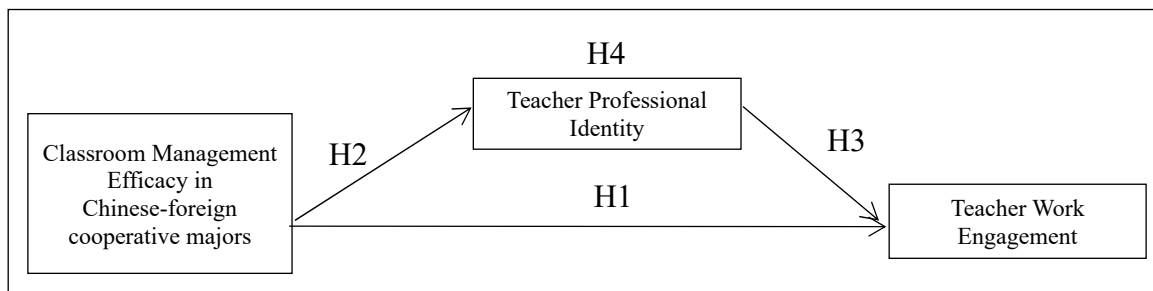 H4
Teacher Professional
Identity
Classroom Management
Efficacy in
Chinese-foreign
cooperative majors
H2
H3
H1
Teacher Work
Engagement